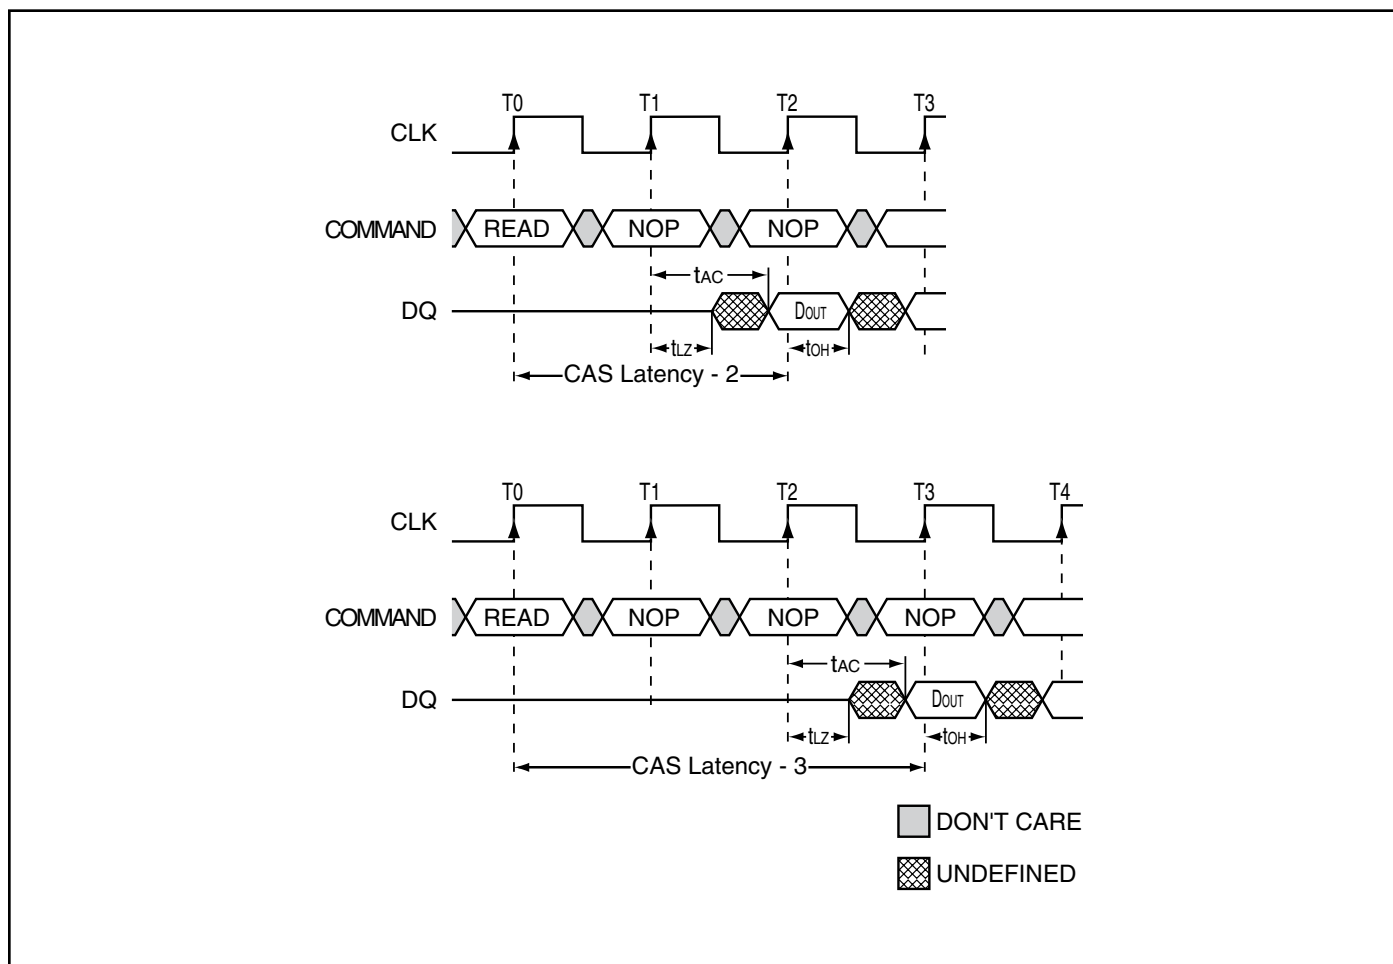 T0 T1 T2 T3
CLK
COMMAND READ NOP NOP
tAC
DQ DOUT
tLZ tOH
CAS Latency - 2
T0 T1 T2 T3 T4
CLK
COMMAND READ NOP NOP NOP
tAC
DQ DOUT
tLZ tOH
CAS Latency - 3
DON'T CARE
UNDEFINED